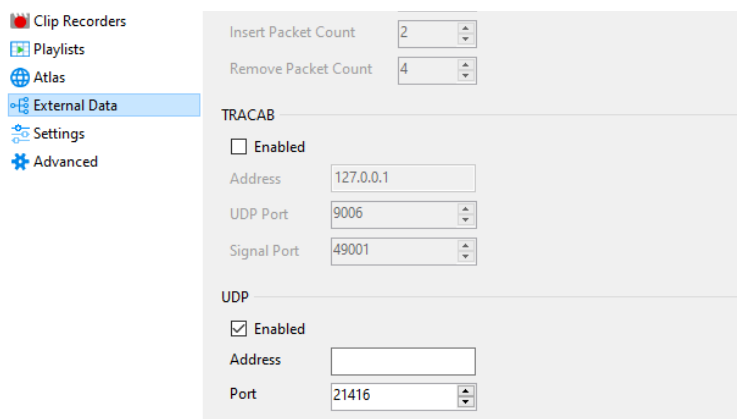 Clip Recorders
Playlists
Atlas
External Data
Settings
Advanced
Insert Packet Count 2
Remove Packet Count 4
TRACAB
Enabled
Address 127.0.0.1
UDP Port 9006
Signal Port 49001
UDP
Enabled
Address
Port 21416